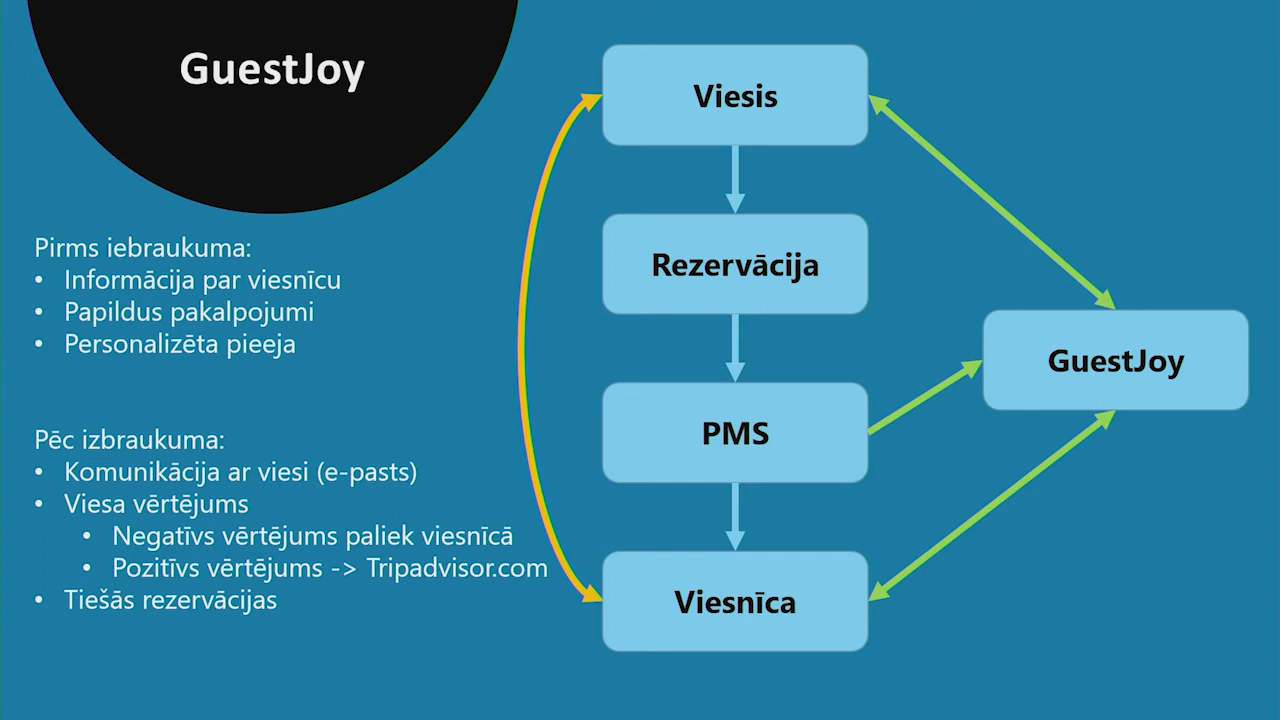 GuestJoy
Pirms iebraukuma:
• Informācija par viesnīcu
• Papildus pakalpojumi
• Personalizēta pieeja
Pēc izbraukuma:
• Komunikācija ar viesi (e-pasts)
• Viesa vērtējums
• Negatīvs vērtējums paliek viesnīcā
• Pozitīvs vērtējums -> Tripadvisor.com
• Tiešās rezervācijas
Viesis
Rezervācija
PMS
Viesnīca
GuestJoy